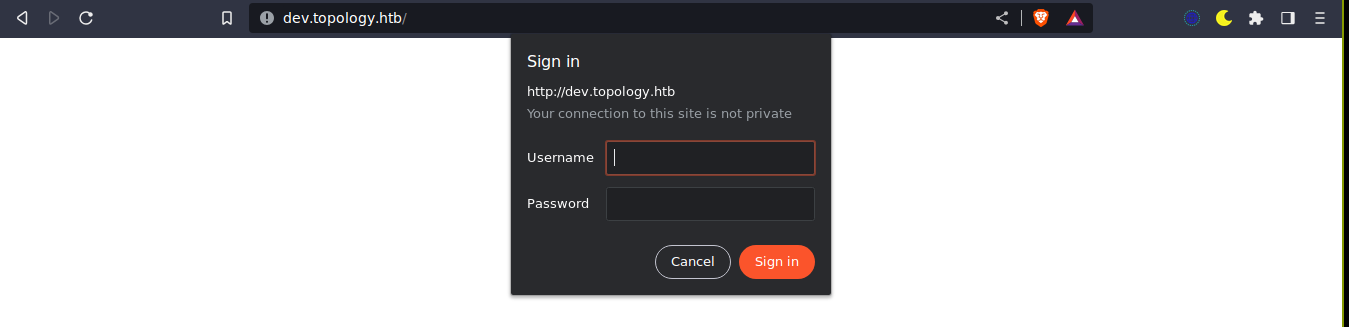 dev.topology.htb/
Sign in
http://dev.topology.htb
Your connection to this site is not private
Username
Password
Cancel Sign in